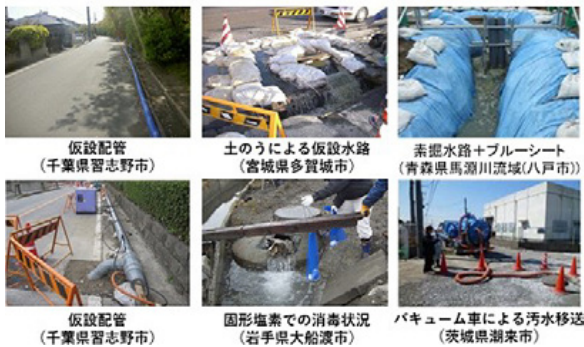 仮設配管
(千葉県習志野市)
土のうによる仮設水路
(宮城県多賀城市)
素掘水路+ブルーシート
(青森県馬淵川流域(八戸市))
仮設配管
(千葉県習志野市)
固形塩素での消毒状況
(岩手県大船渡市)
バキューム車による汚水移送
(茨城県潮来市)